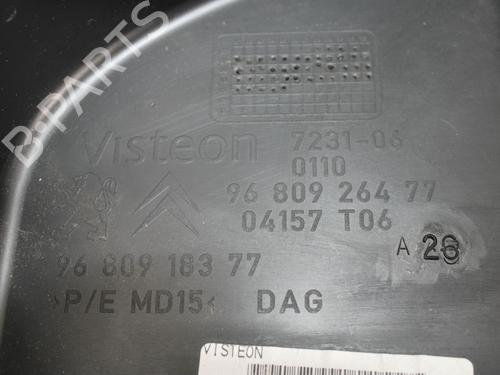 B-PARTS
Visteon 7231-06
0110
96 809 264 77
04157 T06
A 26
96 809 183 77
>P/E MD15< DAG
VISTEON